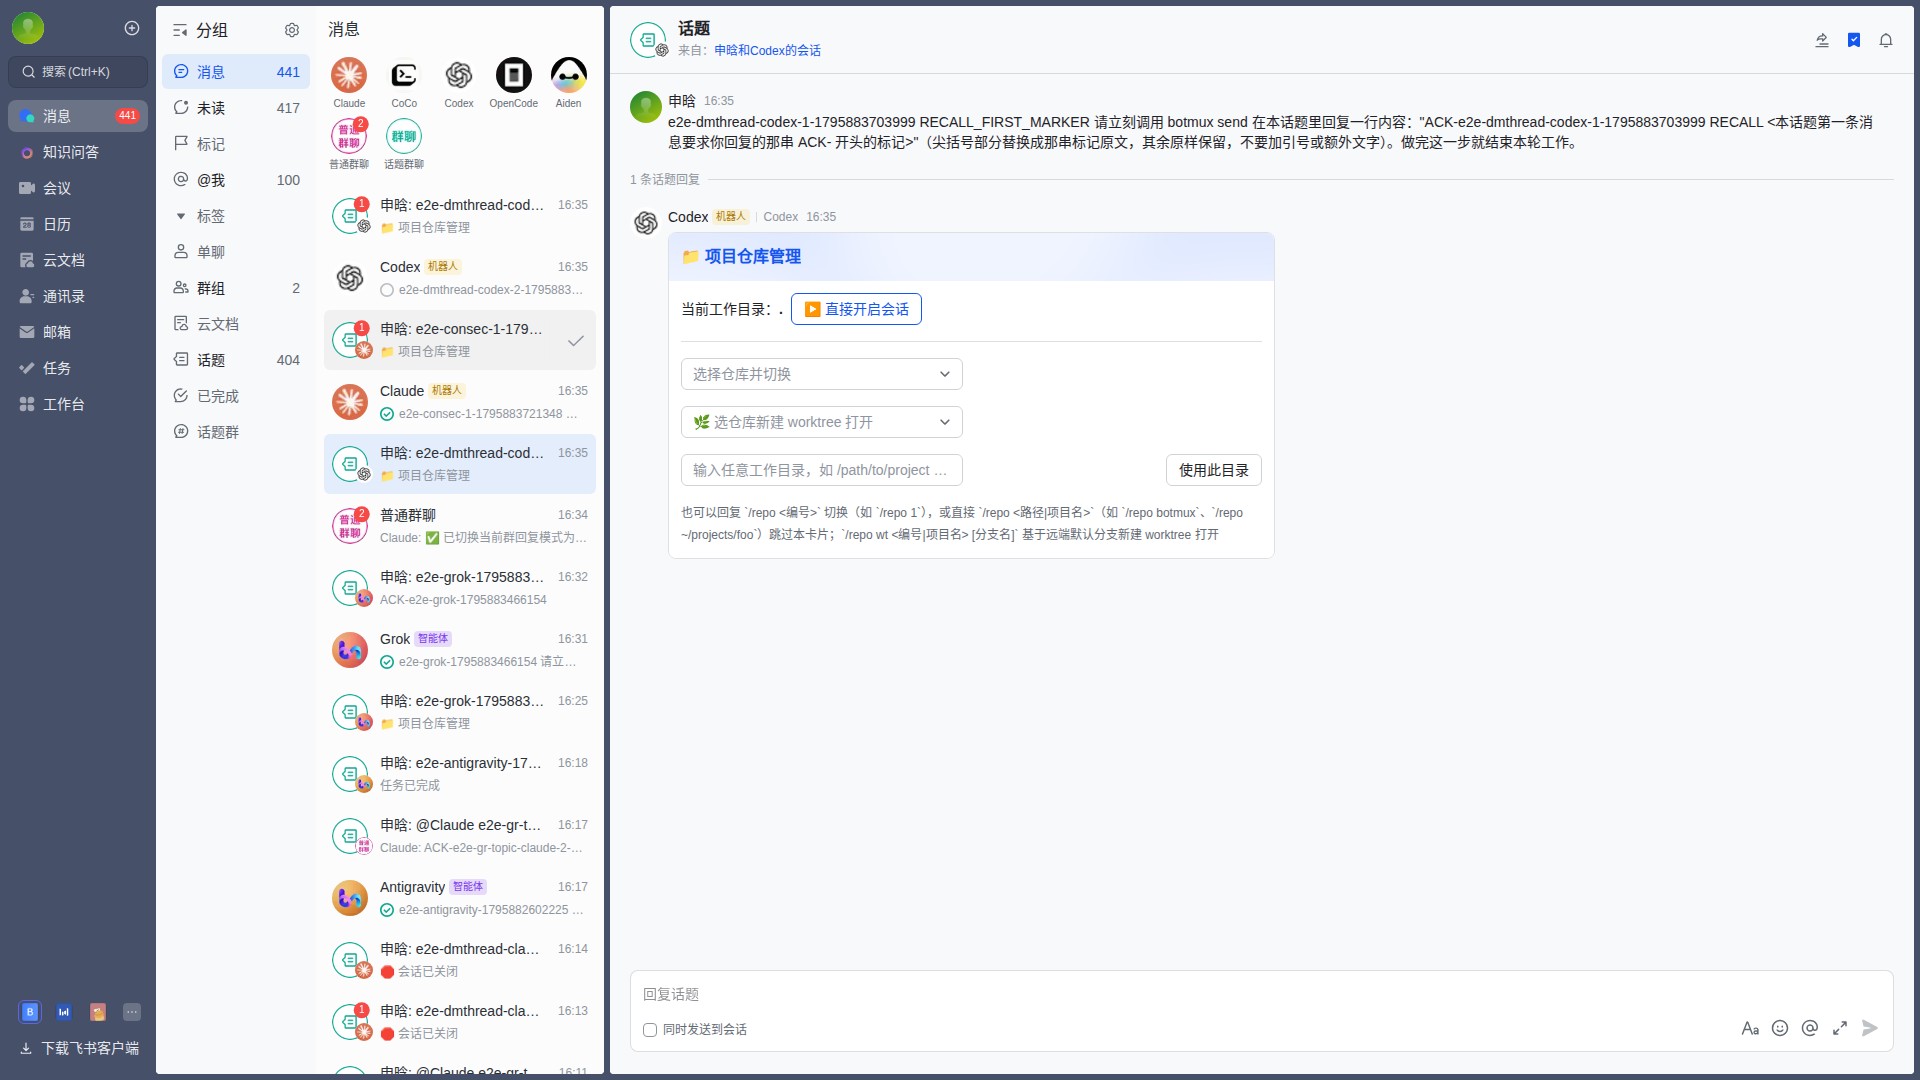 搜索 (Ctrl+K)
消息
441
知识问答
会议
日历
云文档
通讯录
邮箱
任务
工作台
下载飞书客户端
分组
消息 441
未读 417
标记
@我 100
标签
单聊
群组 2
云文档
话题 404
已完成
话题群
消息
Claude
CoCo
Codex
OpenCode
Aiden
普通群聊
2
普通群聊
群聊
话题群聊
1
申晗: e2e-dmthread-cod… 16:35
📁 项目仓库管理
Codex 机器人 16:35
e2e-dmthread-codex-2-1795883…
1
申晗: e2e-consec-1-179…
📁 项目仓库管理
Claude 机器人 16:35
e2e-consec-1-1795883721348 …
申晗: e2e-dmthread-cod… 16:35
📁 项目仓库管理
2
普通群聊 16:34
Claude: ✅ 已切换当前群回复模式为…
申晗: e2e-grok-1795883… 16:32
ACK-e2e-grok-1795883466154
Grok 智能体 16:31
e2e-grok-1795883466154 请立…
申晗: e2e-grok-1795883… 16:25
📁 项目仓库管理
申晗: e2e-antigravity-17… 16:18
任务已完成
申晗: @Claude e2e-gr-t… 16:17
Claude: ACK-e2e-gr-topic-claude-2-…
Antigravity 智能体 16:17
e2e-antigravity-1795882602225 …
申晗: e2e-dmthread-cla… 16:14
🛑 会话已关闭
1
申晗: e2e-dmthread-cla… 16:13
🛑 会话已关闭
申晗: @Claude e2e-gr-t… 16:11
话题
来自：申晗和Codex的会话
申晗 16:35
e2e-dmthread-codex-1-1795883703999 RECALL_FIRST_MARKER 请立刻调用 botmux send 在本话题里回复一行内容："ACK-e2e-dmthread-codex-1-1795883703999 RECALL <本话题第一条消
息要求你回复的那串 ACK- 开头的标记>"（尖括号部分替换成那串标记原文，其余原样保留，不要加引号或额外文字）。做完这一步就结束本轮工作。
1 条话题回复
Codex 机器人 Codex 16:35
📁 项目仓库管理
当前工作目录：. ▶️ 直接开启会话
选择仓库并切换
🌿 选仓库新建 worktree 打开
输入任意工作目录，如 /path/to/project … 使用此目录
也可以回复 `/repo <编号>` 切换（如 `/repo 1`），或直接 `/repo <路径|项目名>`（如 `/repo botmux`、`/repo
~/projects/foo`）跳过本卡片；`/repo wt <编号|项目名> [分支名]` 基于远端默认分支新建 worktree 打开
回复话题
同时发送到会话